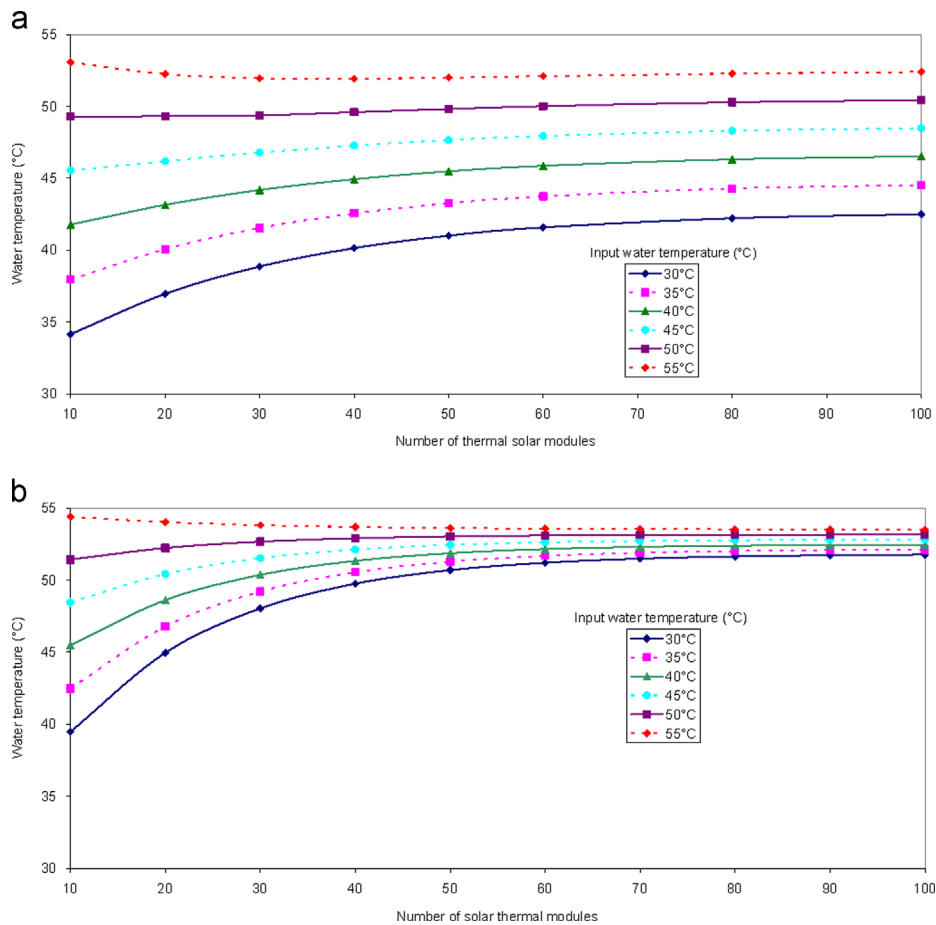 a
55
50
45
40
35
30
Water temperature (°C)
Input water temperature (°C)
30°C
35°C
40°C
45°C
50°C
55°C
10 20 30 40 50 60 70 80 90 100
Number of thermal solar modules
b
55
50
45
40
35
30
Water temperature (°C)
Input water temperature (°C)
30°C
35°C
40°C
45°C
50°C
55°C
10 20 30 40 50 60 70 80 90 100
Number of solar thermal modules